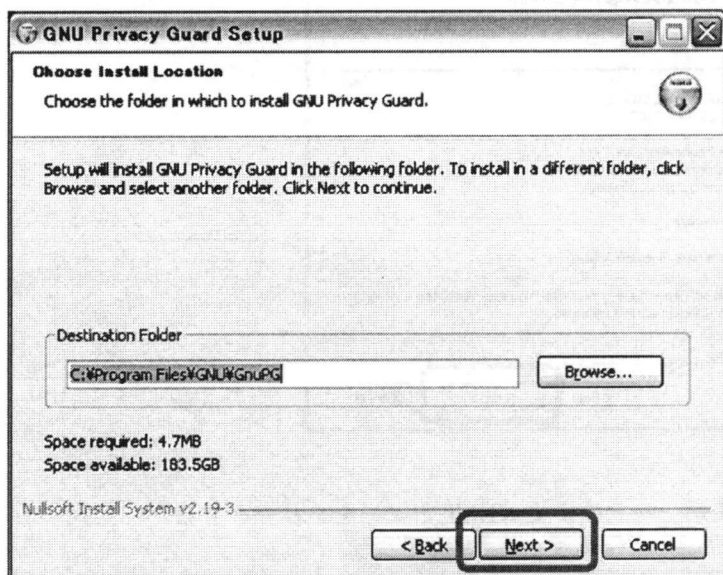 GNU Privacy Guard Setup
Choose Install Location
Choose the folder in which to install GNU Privacy Guard.
Setup will install GNU Privacy Guard in the following folder. To install in a different folder, click
Browse and select another folder. Click Next to continue.
Destination Folder
C:¥Program Files¥GNU¥GnuPG
Browse...
Space required: 4.7MB
Space available: 183.5GB
Nullsoft Install System v2.19-3
< Back
Next >
Cancel